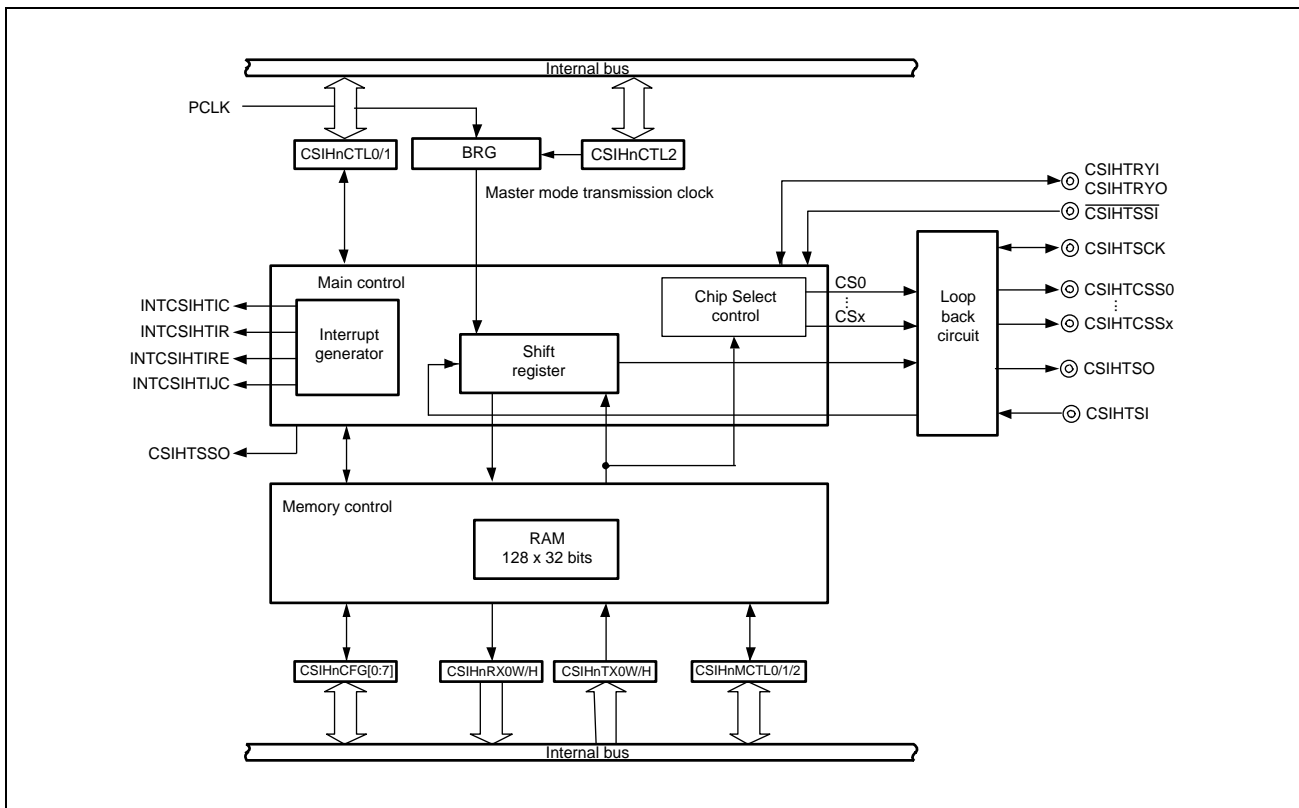 Internal bus
PCLK
CSIHnCTL0/1
BRG
CSIHnCTL2
Master mode transmission clock
CSIHTRYI
CSIHTRYO
CSIHTSSI
CSIHTSCK
Main control
Chip Select
control
CS0
CSx
Loop
back
circuit
CSIHTCSS0
CSIHTCSSx
INTCSIHTIC
INTCSIHTIR
INTCSIHTIRE
INTCSIHTIJC
Interrupt
generator
Shift
register
CSIHTSO
CSIHTSI
CSIHTSSO
Memory control
RAM
128 x 32 bits
CSIHnCFG[0:7]
CSIHnRX0W/H
CSIHnTX0W/H
CSIHnMCTL0/1/2
Internal bus